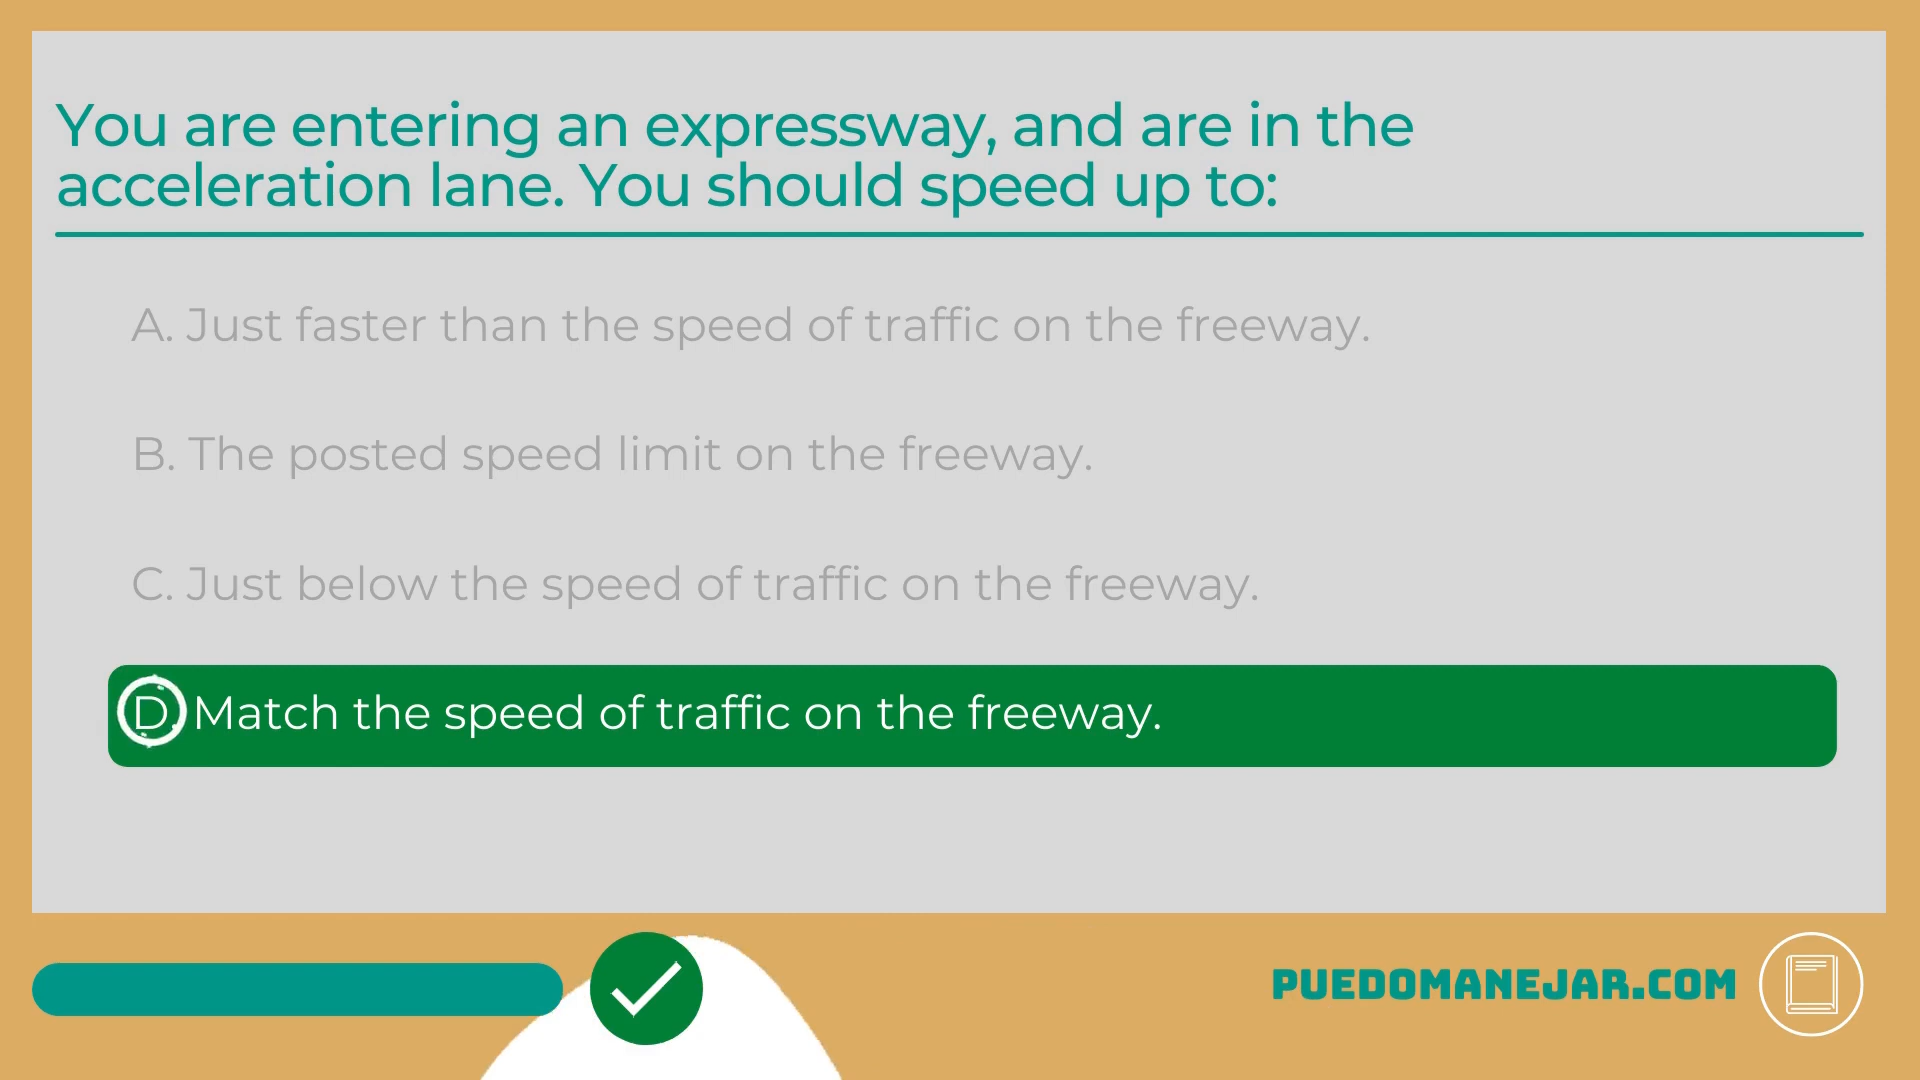 You are entering an expressway, and are in the
acceleration lane. You should speed up to:
A. Just faster than the speed of traffic on the freeway.
B. The posted speed limit on the freeway.
C. Just below the speed of traffic on the freeway.
D. Match the speed of traffic on the freeway.
PUEDOMANEJAR.COM